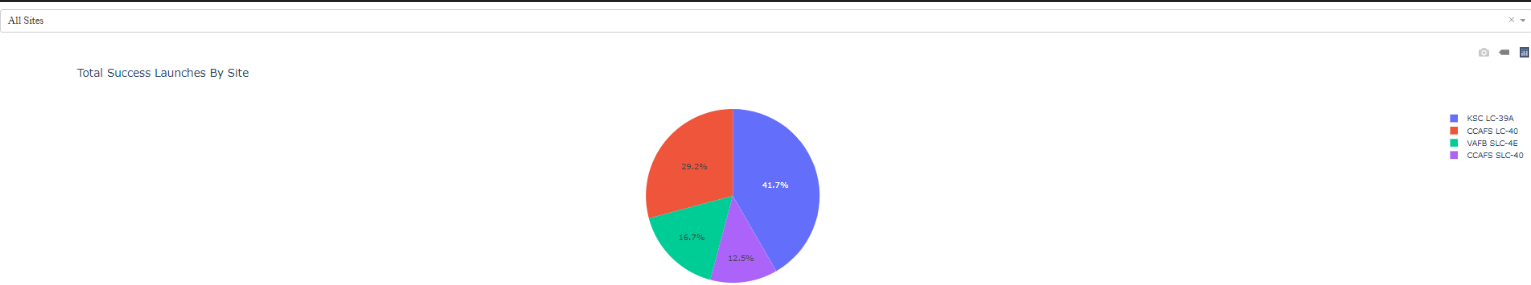 All Sites
Total Success Launches By Site
KSC LC-39A
CCAFS LC-40
VAFB SLC-4E
CCAFS SLC-40
29.2%
41.7%
16.7%
12.5%